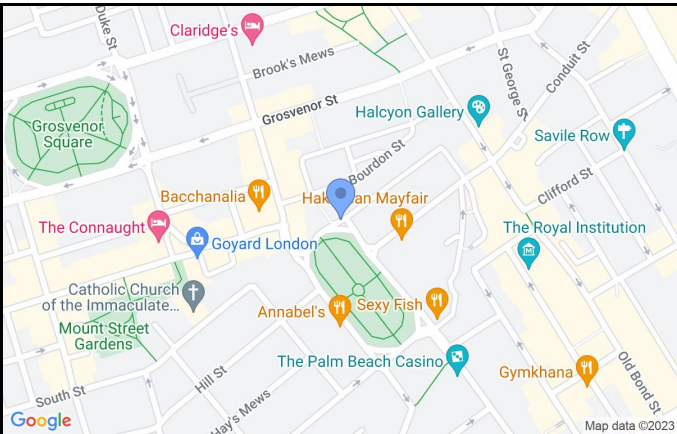 Duke St
Claridge's
Brook's Mews
St George St
Conduit St
Grosvenor St
Halcyon Gallery
Grosvenor
Square
Savile Row
Bourdon St
Clifford St
Bacchanalia
Mayfair
The Connaught
Goyard London
The Royal Institution
Catholic Church
of the Immaculate...
Annabel's
Sexy Fish
Mount Street
Gardens
The Palm Beach Casino
Hill St
Gymkhana
Old Bond St
South St
Hay's Mews
Google
Map data ©2023